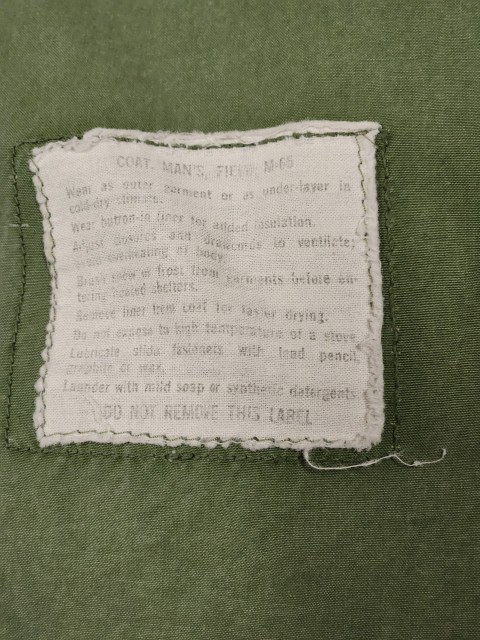 COAT, MAN'S, FIELD, M-65
Wear as outer garment or as under-layer in
cold-dry climate.
Wear button-in liner for added insulation.
Adjust closures and drawcords to ventilate;
avoid overheating of body.
Brush snow or frost from garments before en-
tering heated shelters.
Remove liner from coat for faster drying.
Do not expose to high temperature of a stove
Lubricate slide fasteners with lead pencil,
graphite or wax.
Launder with mild soap or synthetic detergents
DO NOT REMOVE THIS LABEL